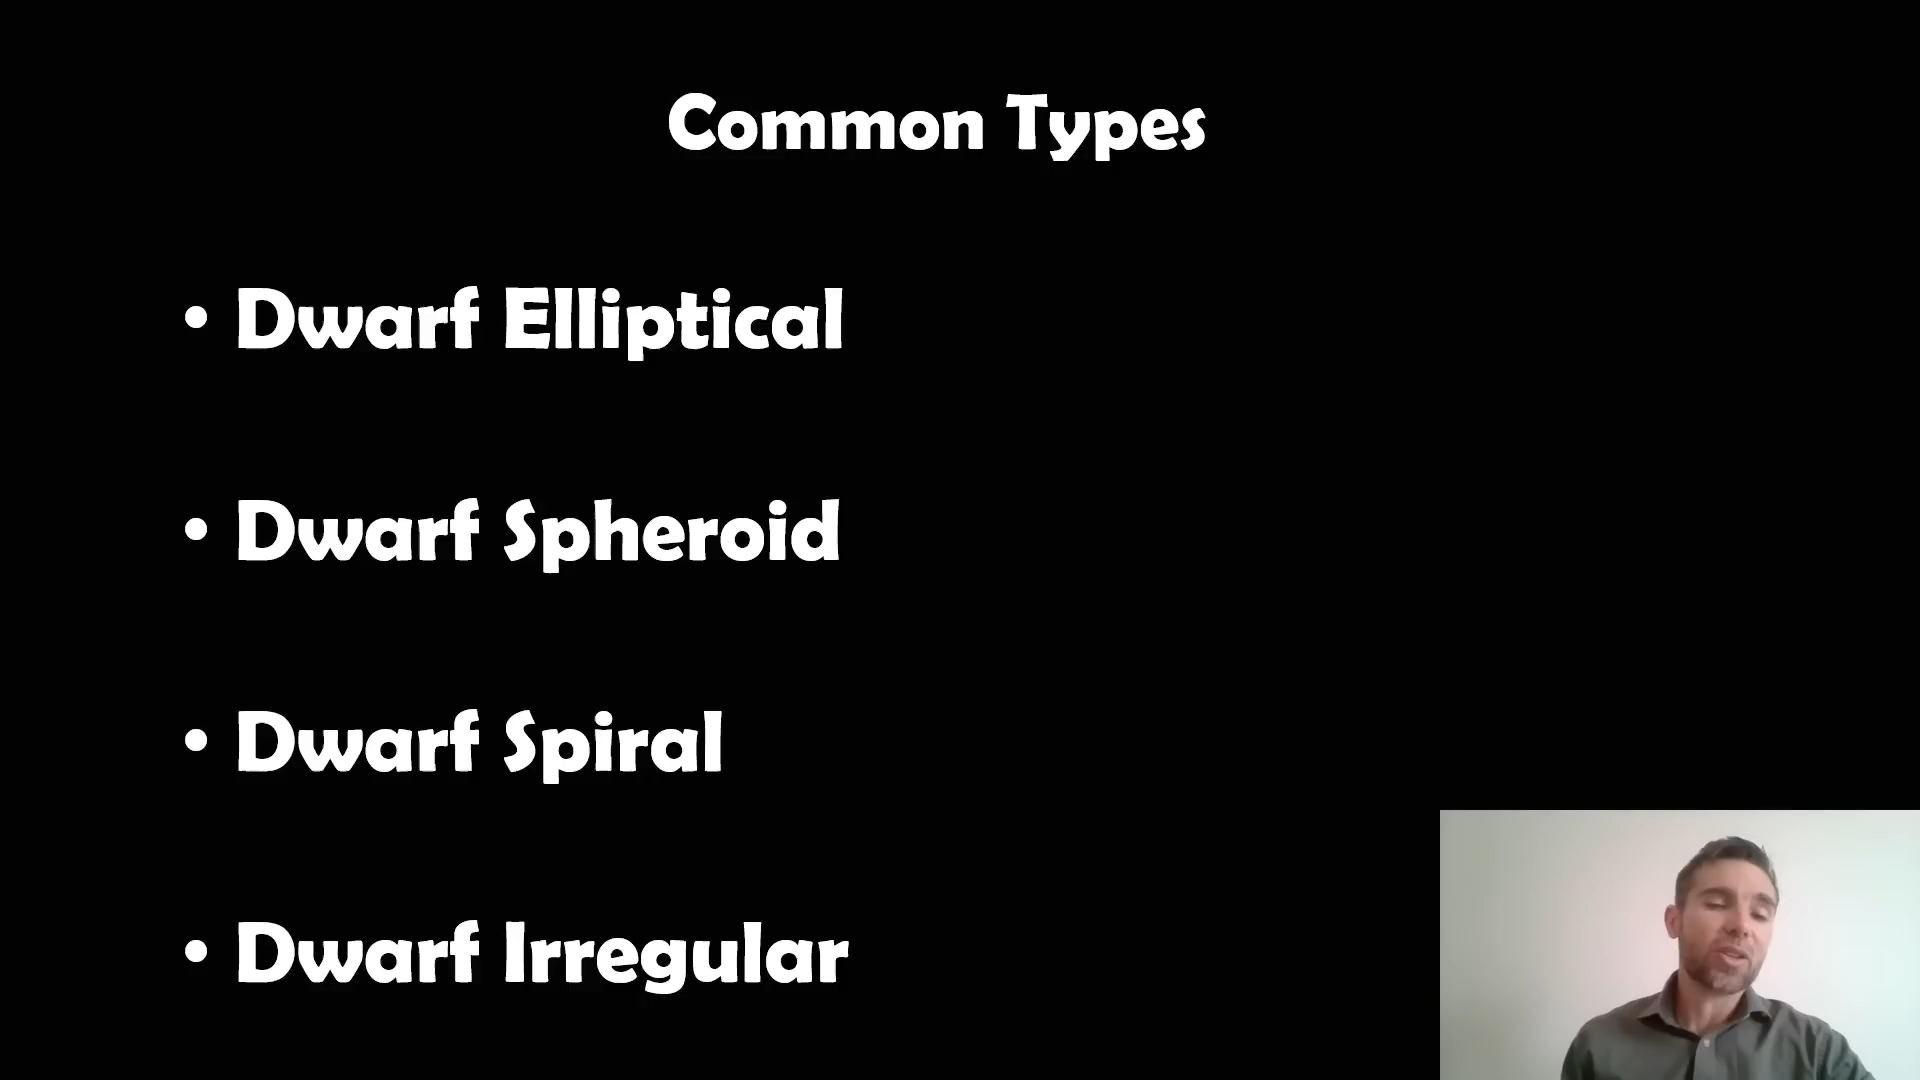 Common Types
• Dwarf Elliptical
• Dwarf Spheroid
• Dwarf Spiral
• Dwarf Irregular